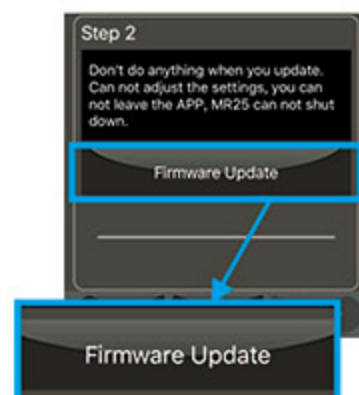 Step 2
Don't do anything when you update.
Can not adjust the settings, you can
not leave the APP, MR25 can not shut
down.
Firmware Update
Firmware Update